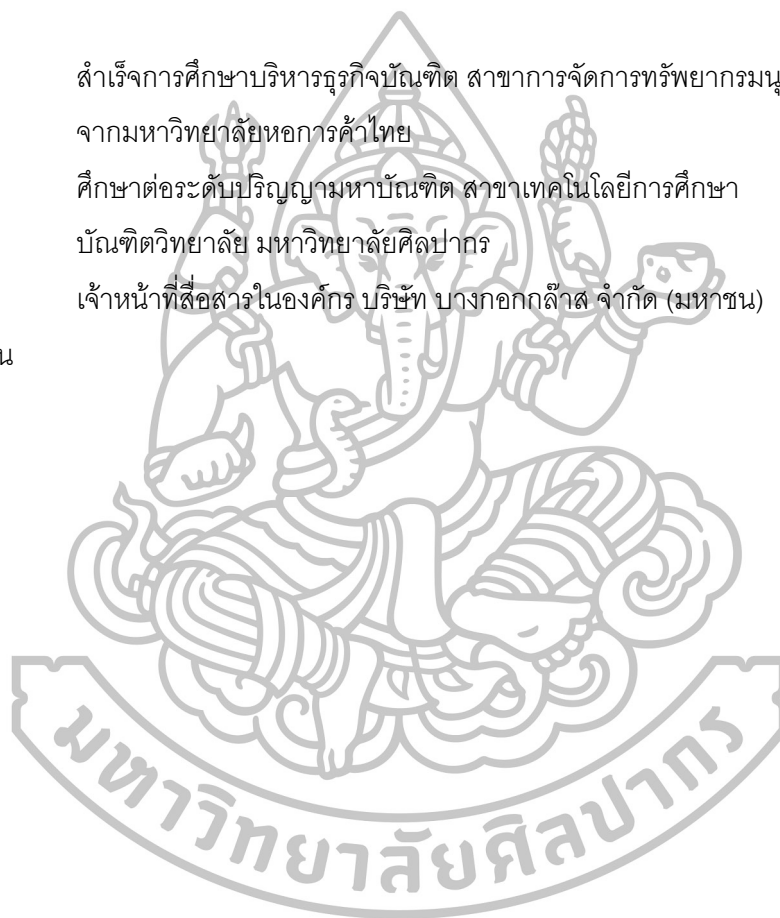 สำเร็จการศึกษาบริหารธุรกิจบัณฑิต สาขาการจัดการทรัพยากรมนุ
จากมหาวิทยาลัยหอการค้าไทย
ศึกษาต่อระดับปริญญามหาบัณฑิต สาขาเทคโนโลยีการศึกษา
บัณฑิตวิทยาลัย มหาวิทยาลัยศิลปากร
เจ้าหน้าที่สื่อสารในองค์กร บริษัท บางกอกกล๊าส จำกัด (มหาชน)
น
มหาวิทยาลัยศิลปากร